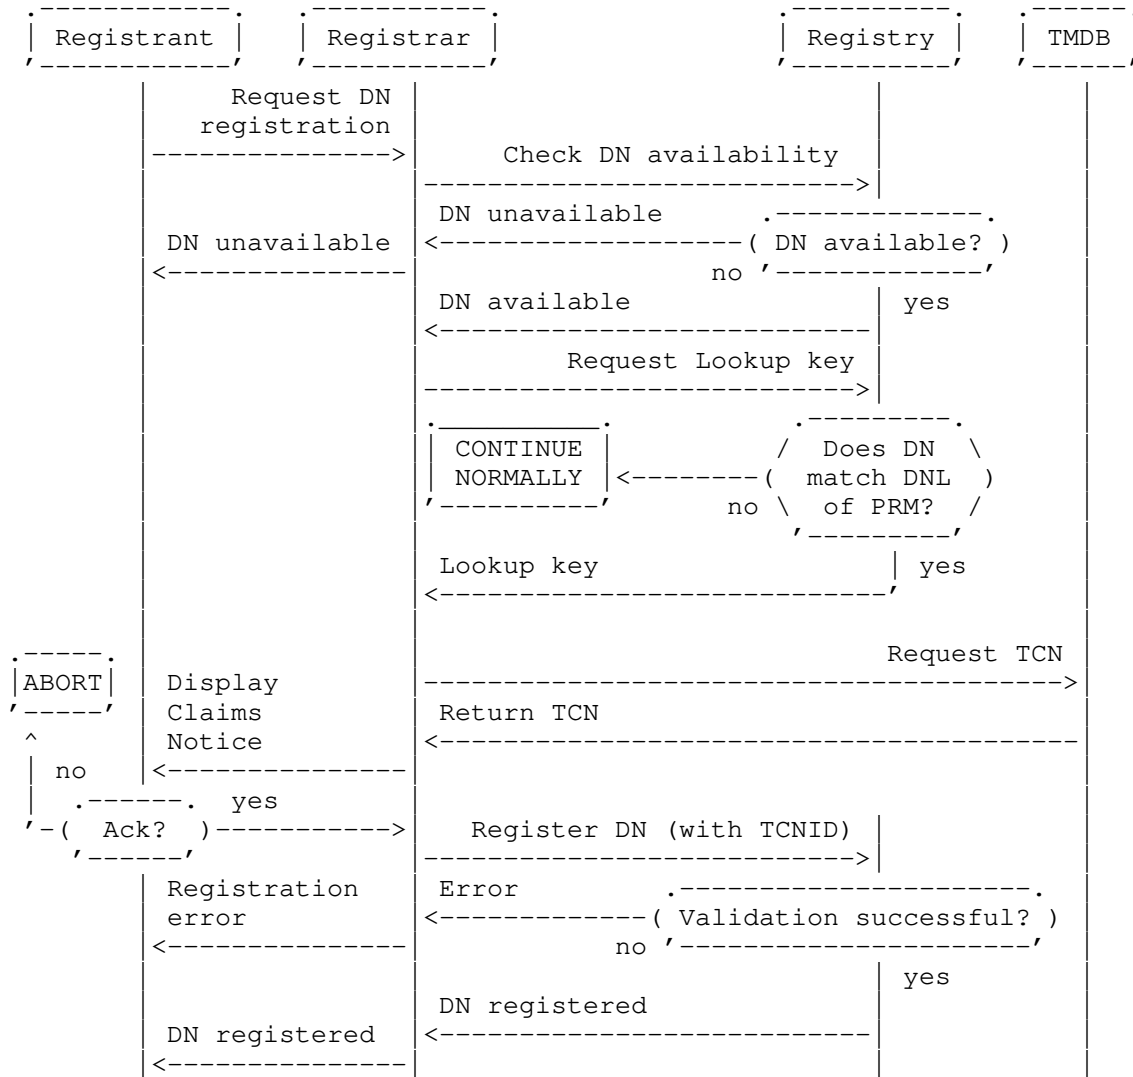 Registrant Registrar Registry TMDB
Request DN
registration
Check DN availability
DN unavailable
DN unavailable DN available?
no
DN available yes
Request Lookup key
CONTINUE Does DN
NORMALLY match DNL
no of PRM?
Lookup key yes
Request TCN
ABORT Display
Claims Return TCN
Notice
no
yes
Ack? Register DN (with TCNID)
Registration Error
error Validation successful?
no
yes
DN registered
DN registered